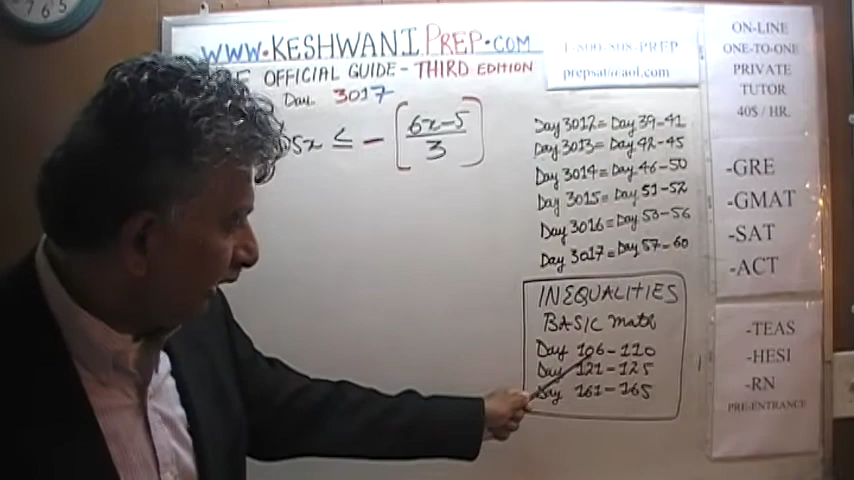 7 6 5
WWW.KESHWANIPREP.COM
OFFICIAL GUIDE - THIRD EDITION
Day 3017
5x ≤ - [6x-5/3]
1-800-808-PREP
prepsat@aol.com
Day 3012 = Day 39-41
Day 3013 = Day 42-45
Day 3014 = Day 46-50
Day 3015 = Day 51-52
Day 3016 = Day 53-56
Day 3017 = Day 57-60
INEQUALITIES
BASIC math
Day 106-110
Day 121-125
Day 161-165
ON-LINE
ONE-TO-ONE
PRIVATE
TUTOR
40$ / HR.
-GRE
-GMAT
-SAT
-ACT
-TEAS
-HESI
-RN
PRE-ENTRANCE